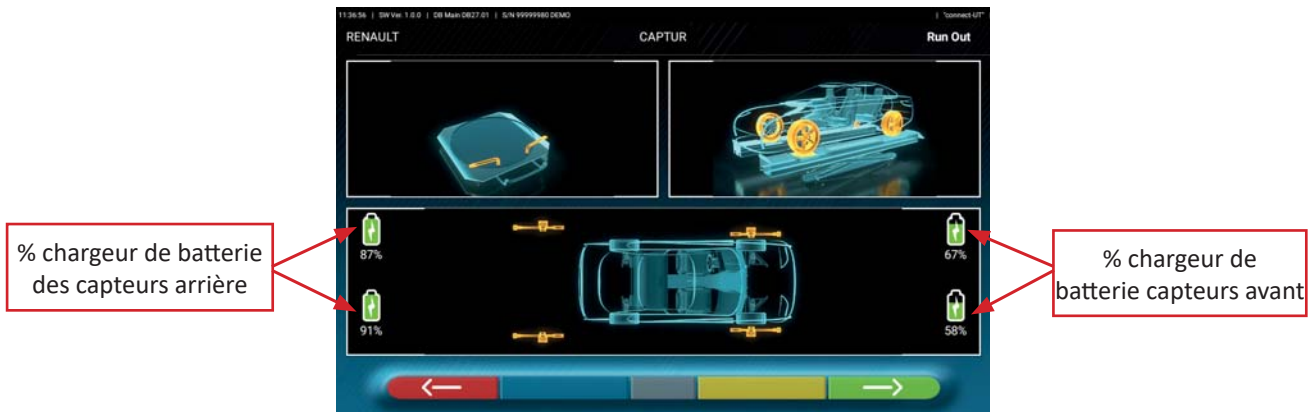 11:36:56 | SW Ver. 1.0.0 | DB Main DB27.01 | S/N 99999980 DEMO | "connect-UT"
RENAULT CAPTUR Run Out
% chargeur de batterie
des capteurs arrière
87%
91%
67%
58%
% chargeur de
batterie capteurs avant